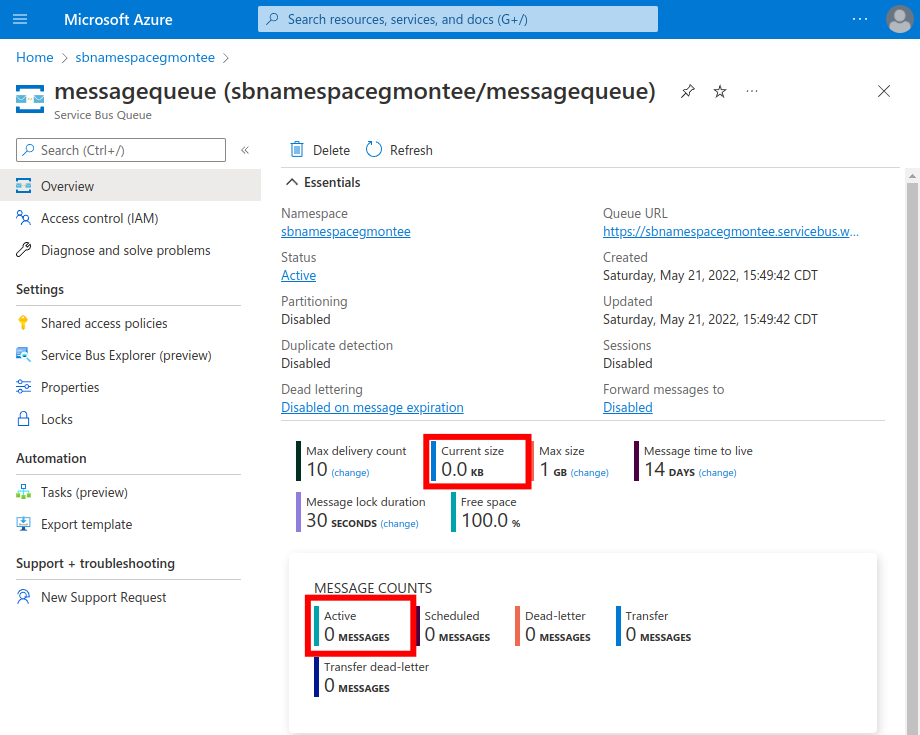 Microsoft Azure
Search resources, services, and docs (G+/)
Home > sbnamespacegmontee >
messagequeue (sbnamespacegmontee/messagequeue)
Service Bus Queue
Search (Ctrl+/)
Overview
Access control (IAM)
Diagnose and solve problems
Settings
Shared access policies
Service Bus Explorer (preview)
Properties
Locks
Automation
Tasks (preview)
Export template
Support + troubleshooting
New Support Request
Delete Refresh
Essentials
Namespace
sbnamespacegmontee
Status
Active
Partitioning
Disabled
Duplicate detection
Disabled
Dead lettering
Disabled on message expiration
Queue URL
https://sbnamespacegmontee.servicebus.w...
Created
Saturday, May 21, 2022, 15:49:42 CDT
Updated
Saturday, May 21, 2022, 15:49:42 CDT
Sessions
Disabled
Forward messages to
Disabled
Max delivery count
10 (change)
Current size
0.0 KB
Max size
1 GB (change)
Message time to live
14 DAYS (change)
Message lock duration
30 SECONDS (change)
Free space
100.0 %
MESSAGE COUNTS
Active
0 MESSAGES
Scheduled
0 MESSAGES
Dead-letter
0 MESSAGES
Transfer
0 MESSAGES
Transfer dead-letter
0 MESSAGES